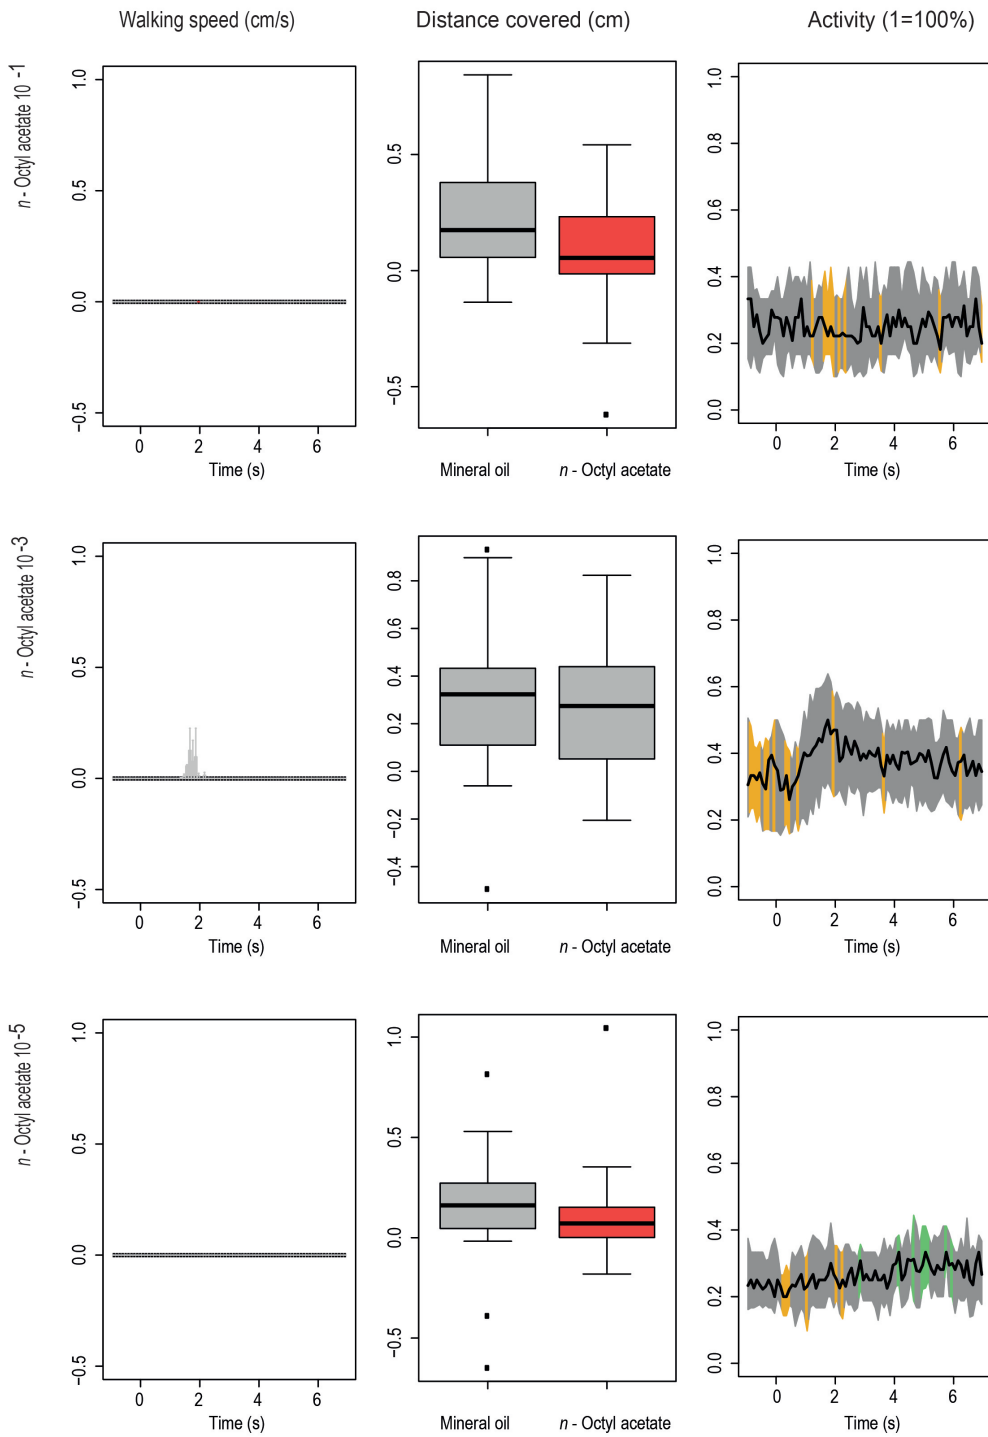 Walking speed (cm/s)
Distance covered (cm)
Activity (1=100%)
n - Octyl acetate 10 -1
1.0
0.5
0.0
−0.5
0 2 4 6
Time (s)
0.5
0.0
−0.5
Mineral oil
n - Octyl acetate
1.0
0.8
0.6
0.4
0.2
0.0
0 2 4 6
Time (s)
n - Octyl acetate 10 -3
1.0
0.5
0.0
−0.5
0 2 4 6
Time (s)
0.8
0.6
0.4
0.2
0.0
−0.2
−0.4
Mineral oil
n - Octyl acetate
1.0
0.8
0.6
0.4
0.2
0.0
0 2 4 6
Time (s)
n - Octyl acetate 10 -5
1.0
0.5
0.0
−0.5
0 2 4 6
Time (s)
1.0
0.5
0.0
−0.5
Mineral oil
n - Octyl acetate
1.0
0.8
0.6
0.4
0.2
0.0
0 2 4 6
Time (s)